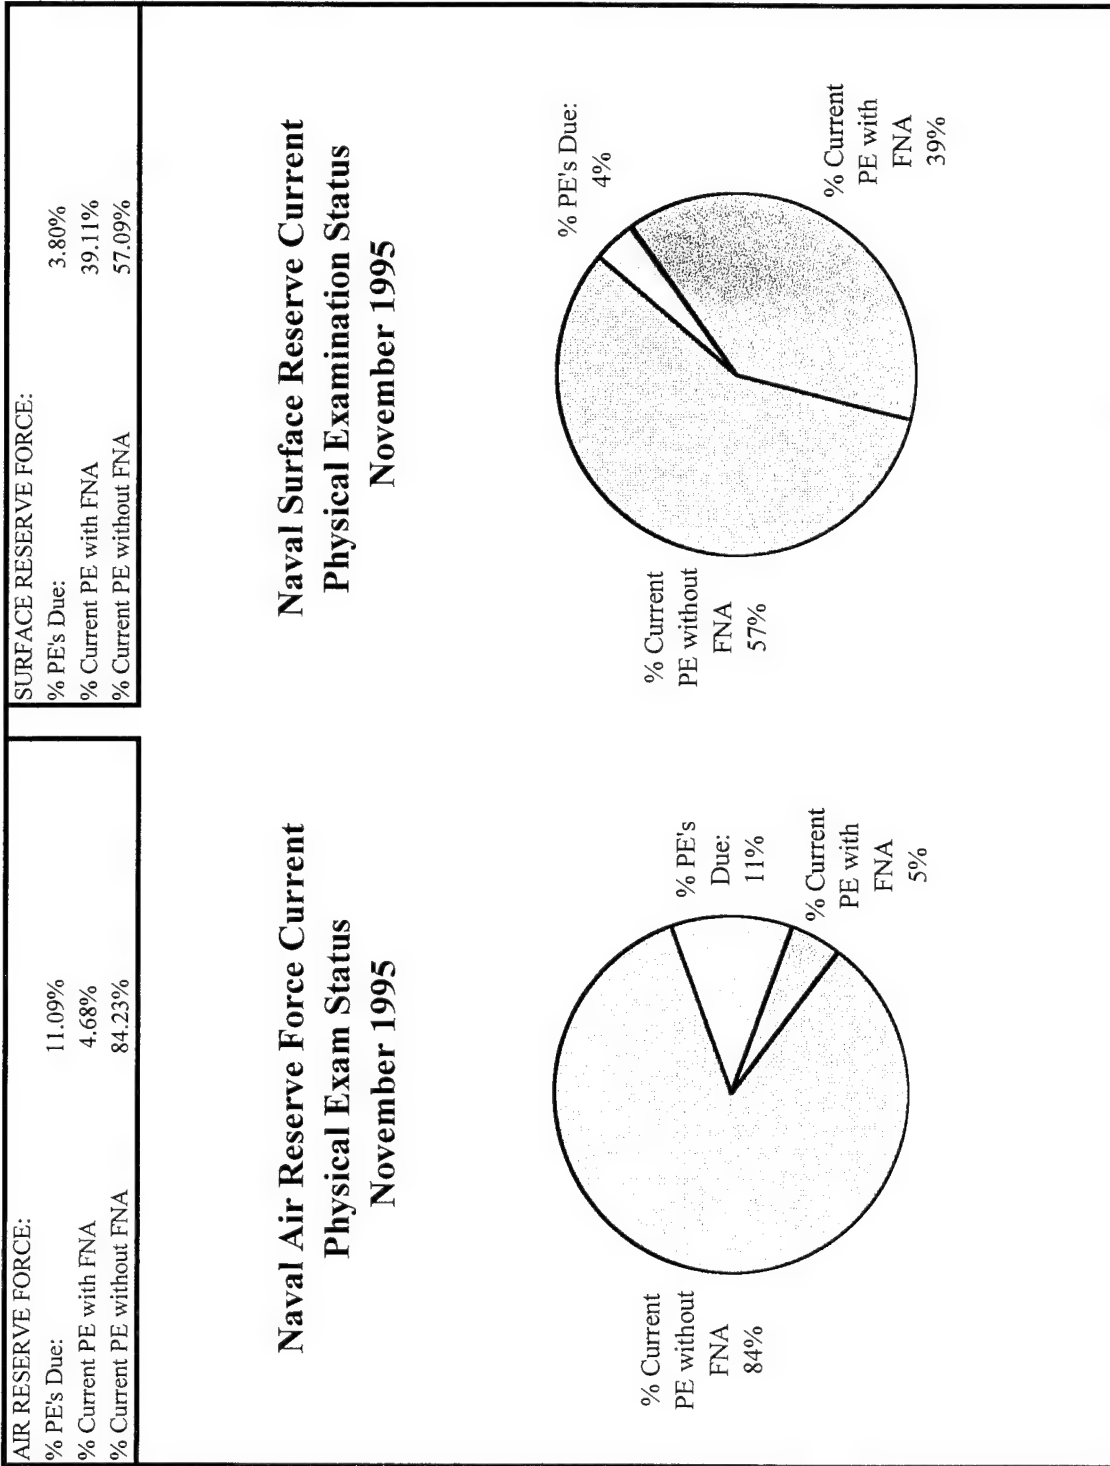 AIR RESERVE FORCE:
% PE's Due: 11.09%
% Current PE with FNA 4.68%
% Current PE without FNA 84.23%
SURFACE RESERVE FORCE:
% PE's Due: 3.80%
% Current PE with FNA 39.11%
% Current PE without FNA 57.09%
Naval Air Reserve Force Current
Physical Exam Status
November 1995
% Current
PE without
FNA
84%
% PE's
Due:
11%
% Current
PE with
FNA
5%
Naval Surface Reserve Current
Physical Examination Status
November 1995
% Current
PE without
FNA
57%
% PE's Due:
4%
% Current
PE with
FNA
39%